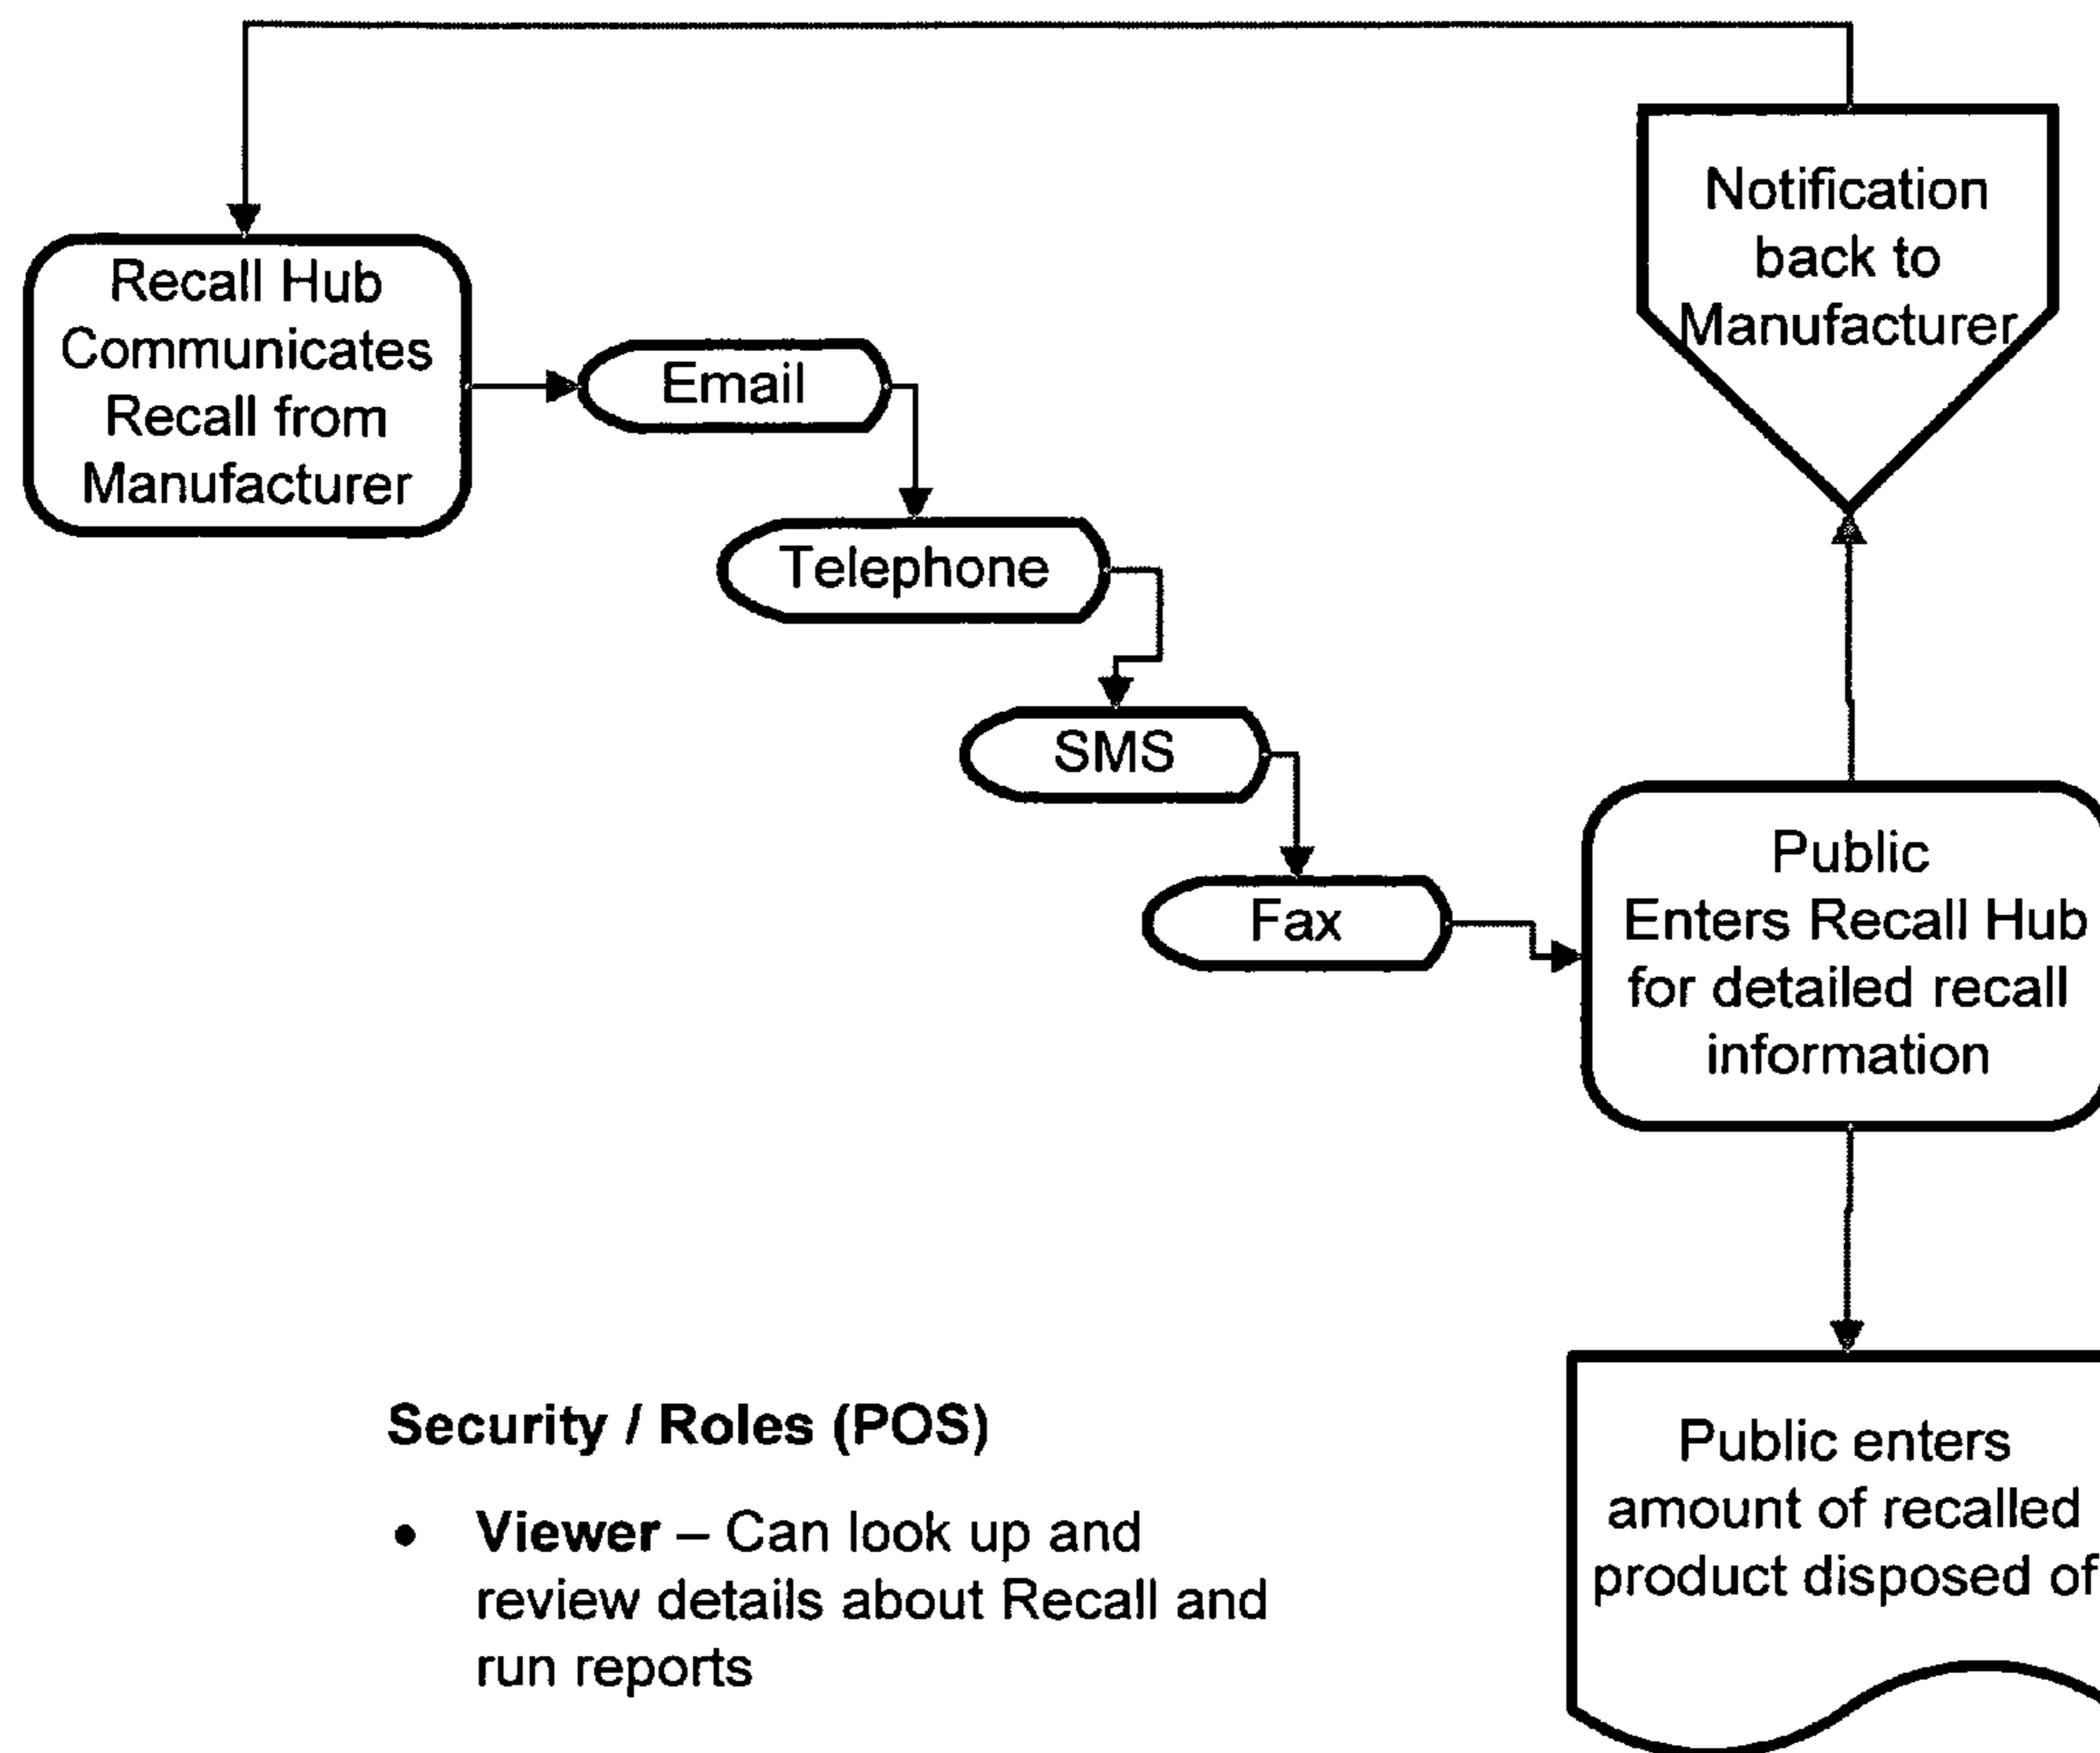 Recall Hub
Communicates
Recall from
Manufacturer
Email
Telephone
SMS
Fax
Notification
back to
Manufacturer
Public
Enters Recall Hub
for detailed recall
information
Public enters
amount of recalled
product disposed of
Security / Roles (POS)
• Viewer – Can look up and
review details about Recall and
run reports